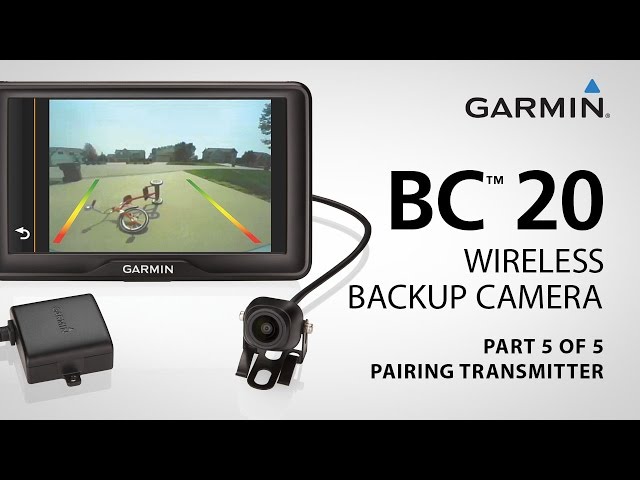 GARMIN®
BC™ 20
WIRELESS
BACKUP CAMERA
PART 5 OF 5
PAIRING TRANSMITTER
GARMIN